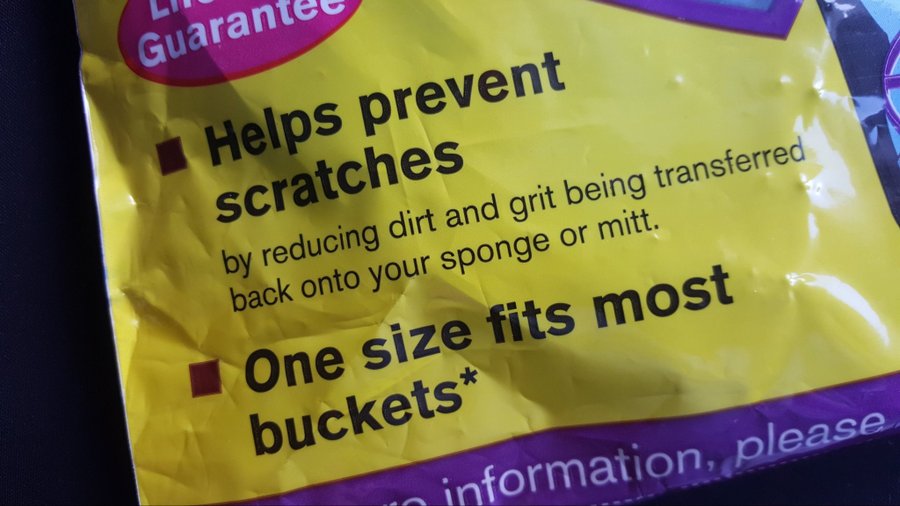 Guarantee
Helps prevent
scratches
by reducing dirt and grit being transferred
back onto your sponge or mitt.
One size fits most
buckets*
information, please